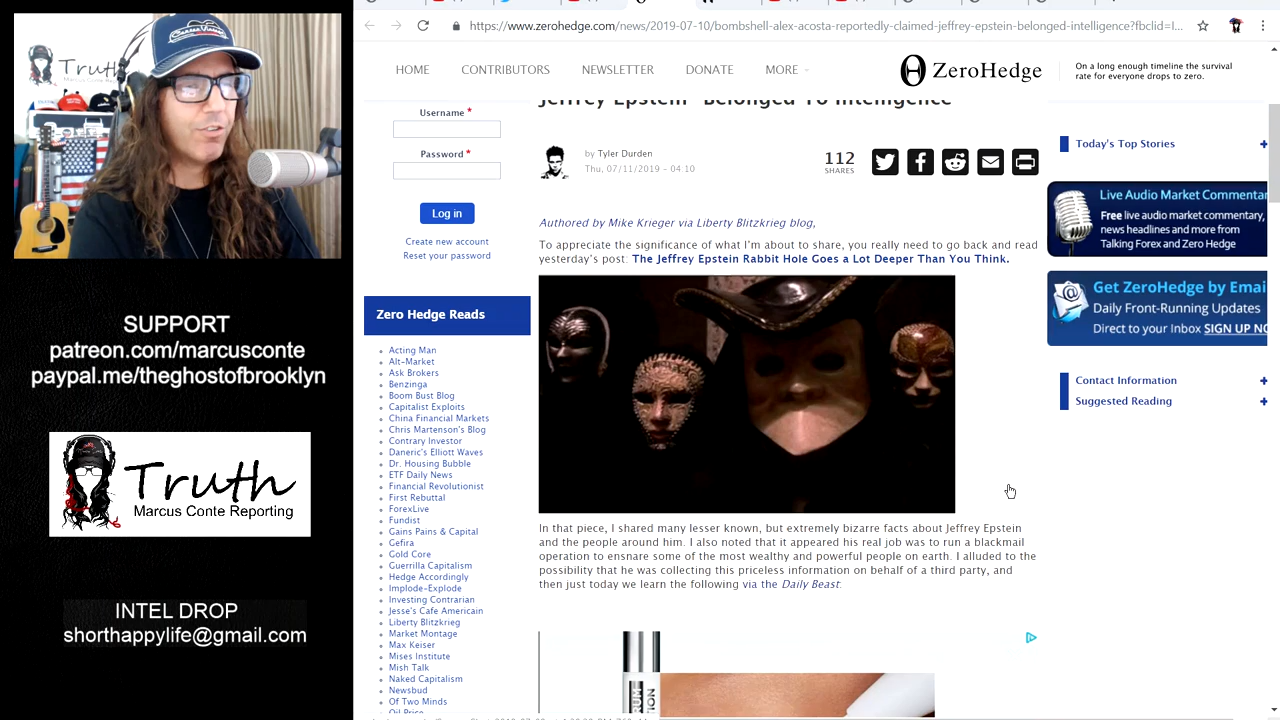 Truth
Marcus Conte
SUPPORT
patreon.com/marcusconte
paypal.me/theghostofbrooklyn
Truth
Marcus Conte Reporting
INTEL DROP
shorthappylife@gmail.com
https://www.zerohedge.com/news/2019-07-10/bombshell-alex-acosta-reportedly-claimed-jeffrey-epstein-belonged-intelligence?fbclid=I...
HOME CONTRIBUTORS NEWSLETTER DONATE MORE
ZeroHedge
On a long enough timeline the survival
rate for everyone drops to zero.
Username *
Password *
Log in
Create new account
Reset your password
Zero Hedge Reads
Acting Man
Alt-Market
Ask Brokers
Benzinga
Boom Bust Blog
Capitalist Exploits
China Financial Markets
Chris Martenson's Blog
Contrary Investor
Daneric's Elliott Waves
Dr. Housing Bubble
ETF Daily News
Financial Revolutionist
First Rebuttal
ForexLive
Fundist
Gains Pains & Capital
Gefira
Gold Core
Guerrilla Capitalism
Hedge Accordingly
Implode-Explode
Investing Contrarian
Jesse's Cafe Americain
Liberty Blitzkrieg
Market Montage
Max Keiser
Mises Institute
Mish Talk
Naked Capitalism
Newsbud
Of Two Minds
Oil Price
Jeffrey Epstein "Belonged To Intelligence"
by Tyler Durden
Thu, 07/11/2019 - 04:10
112
SHARES
Authored by Mike Krieger via Liberty Blitzkrieg blog,
To appreciate the significance of what I'm about to share, you really need to go back and read
yesterday's post: The Jeffrey Epstein Rabbit Hole Goes a Lot Deeper Than You Think.
In that piece, I shared many lesser known, but extremely bizarre facts about Jeffrey Epstein
and the people around him. I also noted that it appeared his real job was to run a blackmail
operation to ensnare some of the most wealthy and powerful people on earth. I alluded to the
possibility that he was collecting this priceless information on behalf of a third party, and
then just today we learn the following via the Daily Beast:
Today's Top Stories
Live Audio Market Commentar
Free live audio market commentary,
news headlines and more from
Talking Forex and Zero Hedge
Get ZeroHedge by Emai
Daily Front-Running Updates
Direct to your Inbox SIGN UP NO
Contact Information
Suggested Reading